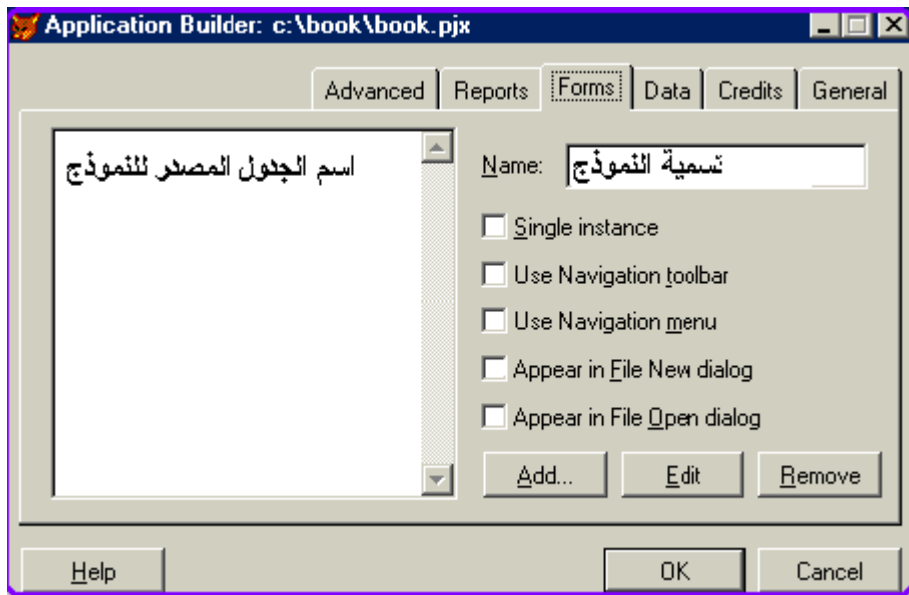 Application Builder: c:\book\book.pjx
Advanced Reports Forms Data Credits General
اسم الجدول المصدر للنموذج
Name: تسمية النموذج
Single instance
Use Navigation toolbar
Use Navigation menu
Appear in File New dialog
Appear in File Open dialog
Add... Edit Remove
Help OK Cancel